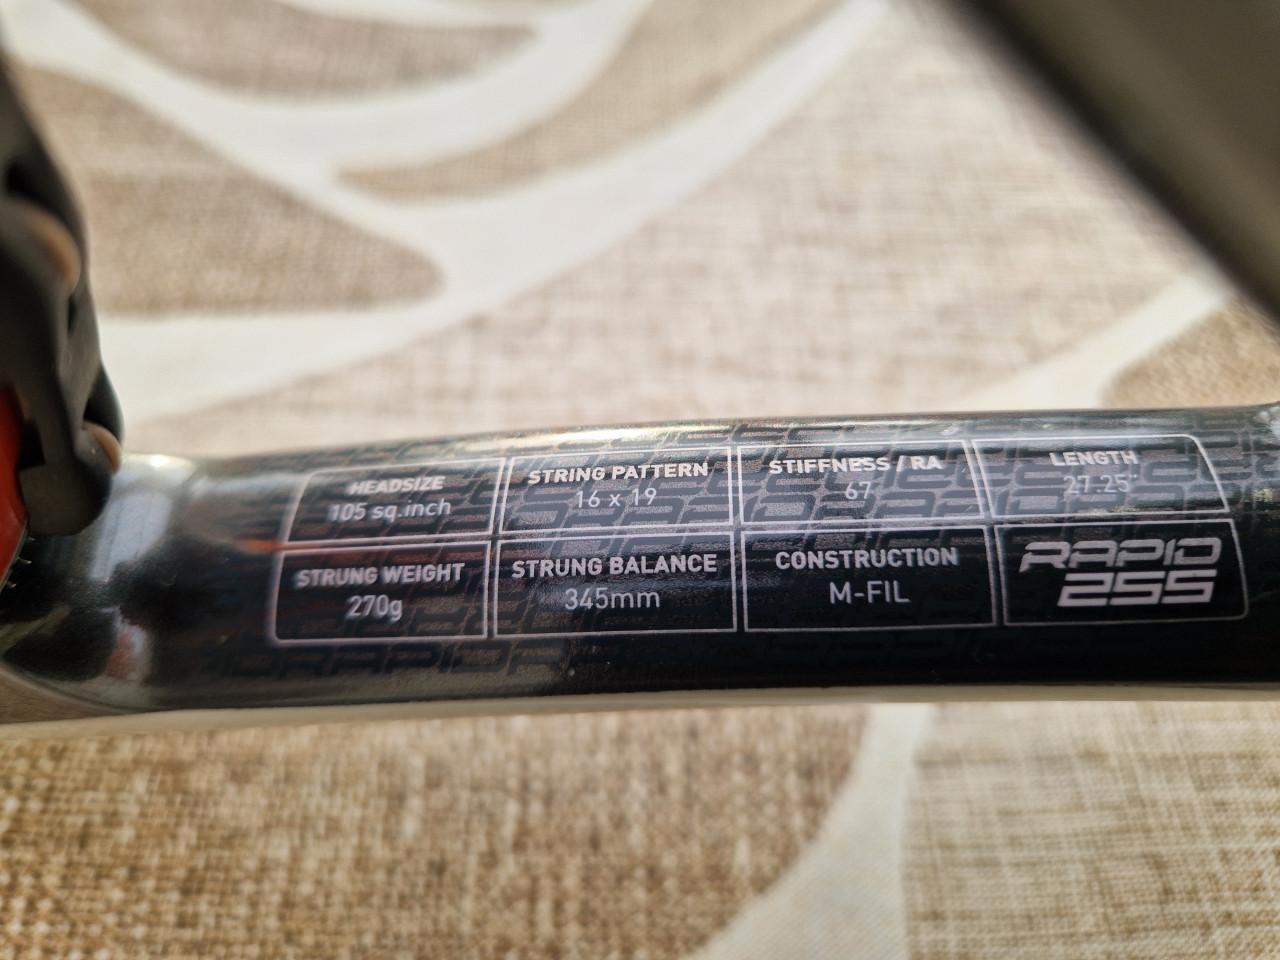 HEADSIZE
105 sq.inch
STRING PATTERN
16 x 19
STIFFNESS / RA
67
LENGTH
27.25"
STRUNG WEIGHT
270g
STRUNG BALANCE
345mm
CONSTRUCTION
M-FIL
RAPID
255